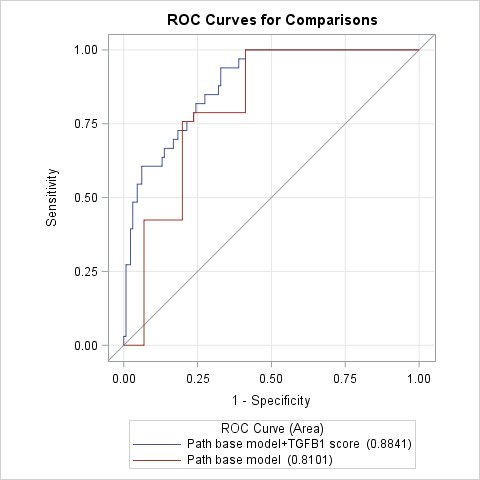 ROC Curves for Comparisons
1.00
0.75
0.50
0.25
0.00
Sensitivity
0.00 0.25 0.50 0.75 1.00
1 - Specificity
ROC Curve (Area)
Path base model+TGFB1 score (0.8841)
Path base model (0.8101)